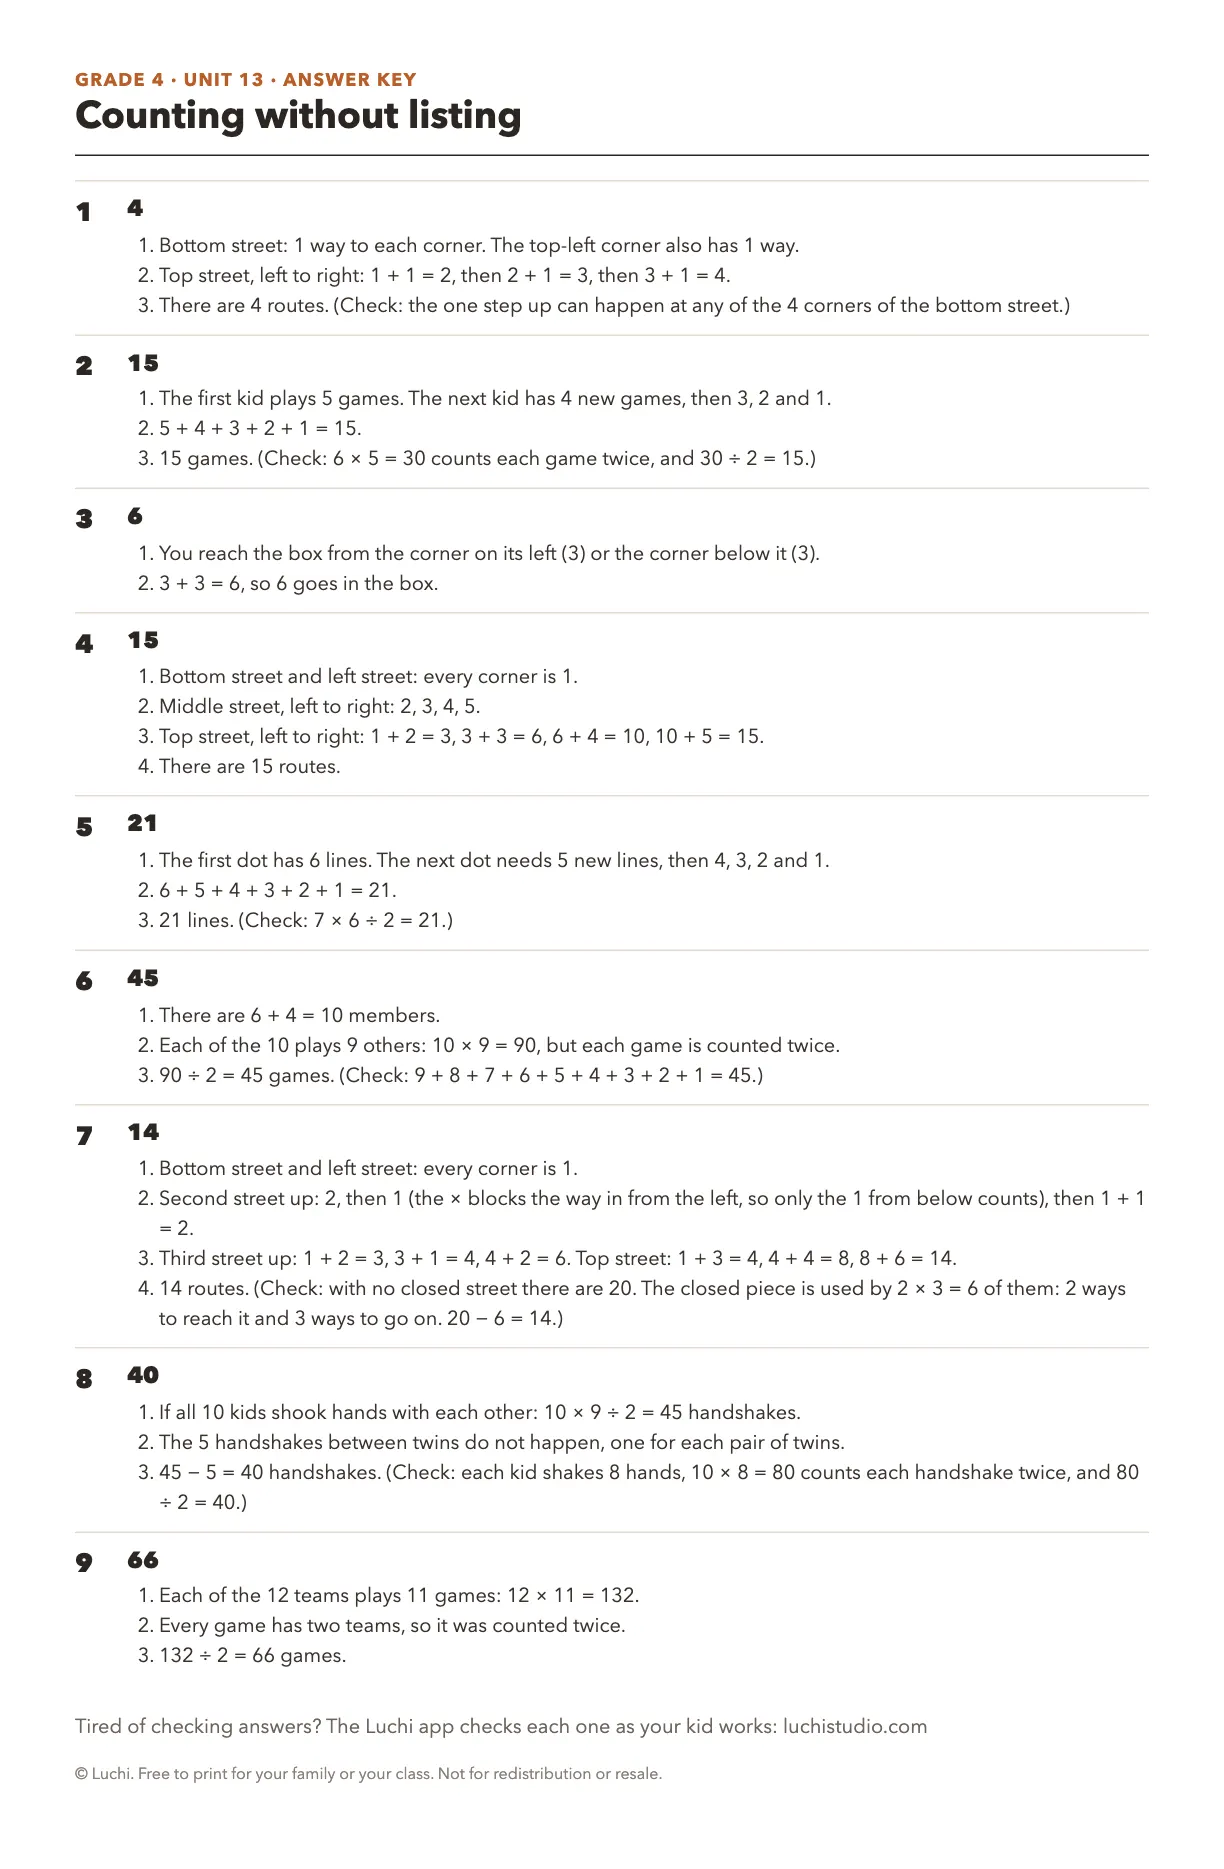 GRADE 4 · UNIT 13 · ANSWER KEY
Counting without listing
1 4
1. Bottom street: 1 way to each corner. The top-left corner also has 1 way.
2. Top street, left to right: 1 + 1 = 2, then 2 + 1 = 3, then 3 + 1 = 4.
3. There are 4 routes. (Check: the one step up can happen at any of the 4 corners of the bottom street.)
2 15
1. The first kid plays 5 games. The next kid has 4 new games, then 3, 2 and 1.
2. 5 + 4 + 3 + 2 + 1 = 15.
3. 15 games. (Check: 6 × 5 = 30 counts each game twice, and 30 ÷ 2 = 15.)
3 6
1. You reach the box from the corner on its left (3) or the corner below it (3).
2. 3 + 3 = 6, so 6 goes in the box.
4 15
1. Bottom street and left street: every corner is 1.
2. Middle street, left to right: 2, 3, 4, 5.
3. Top street, left to right: 1 + 2 = 3, 3 + 3 = 6, 6 + 4 = 10, 10 + 5 = 15.
4. There are 15 routes.
5 21
1. The first dot has 6 lines. The next dot needs 5 new lines, then 4, 3, 2 and 1.
2. 6 + 5 + 4 + 3 + 2 + 1 = 21.
3. 21 lines. (Check: 7 × 6 ÷ 2 = 21.)
6 45
1. There are 6 + 4 = 10 members.
2. Each of the 10 plays 9 others: 10 × 9 = 90, but each game is counted twice.
3. 90 ÷ 2 = 45 games. (Check: 9 + 8 + 7 + 6 + 5 + 4 + 3 + 2 + 1 = 45.)
7 14
1. Bottom street and left street: every corner is 1.
2. Second street up: 2, then 1 (the × blocks the way in from the left, so only the 1 from below counts), then 1 + 1
= 2.
3. Third street up: 1 + 2 = 3, 3 + 1 = 4, 4 + 2 = 6. Top street: 1 + 3 = 4, 4 + 4 = 8, 8 + 6 = 14.
4. 14 routes. (Check: with no closed street there are 20. The closed piece is used by 2 × 3 = 6 of them: 2 ways
to reach it and 3 ways to go on. 20 − 6 = 14.)
8 40
1. If all 10 kids shook hands with each other: 10 × 9 ÷ 2 = 45 handshakes.
2. The 5 handshakes between twins do not happen, one for each pair of twins.
3. 45 − 5 = 40 handshakes. (Check: each kid shakes 8 hands, 10 × 8 = 80 counts each handshake twice, and 80
÷ 2 = 40.)
9 66
1. Each of the 12 teams plays 11 games: 12 × 11 = 132.
2. Every game has two teams, so it was counted twice.
3. 132 ÷ 2 = 66 games.
Tired of checking answers? The Luchi app checks each one as your kid works: luchistudio.com
© Luchi. Free to print for your family or your class. Not for redistribution or resale.